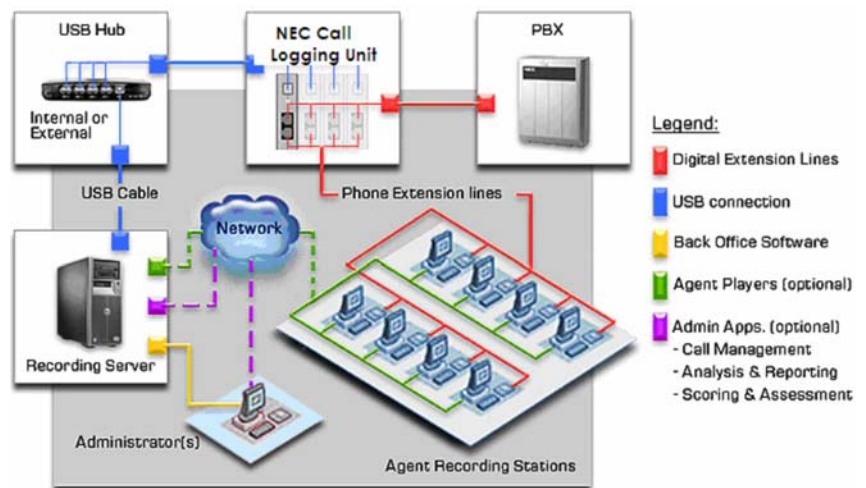 USB Hub
NEC Call
Logging Unit
PBX
NEC
Internal or
External
USB Cable
Phone Extension lines
Network
Recording Server
Administrator(s)
Agent Recording Stations
Legend:
Digital Extension Lines
USB connection
Back Office Software
Agent Players (optional)
Admin Apps. (optional)
- Call Management
- Analysis & Reporting
- Scoring & Assessment